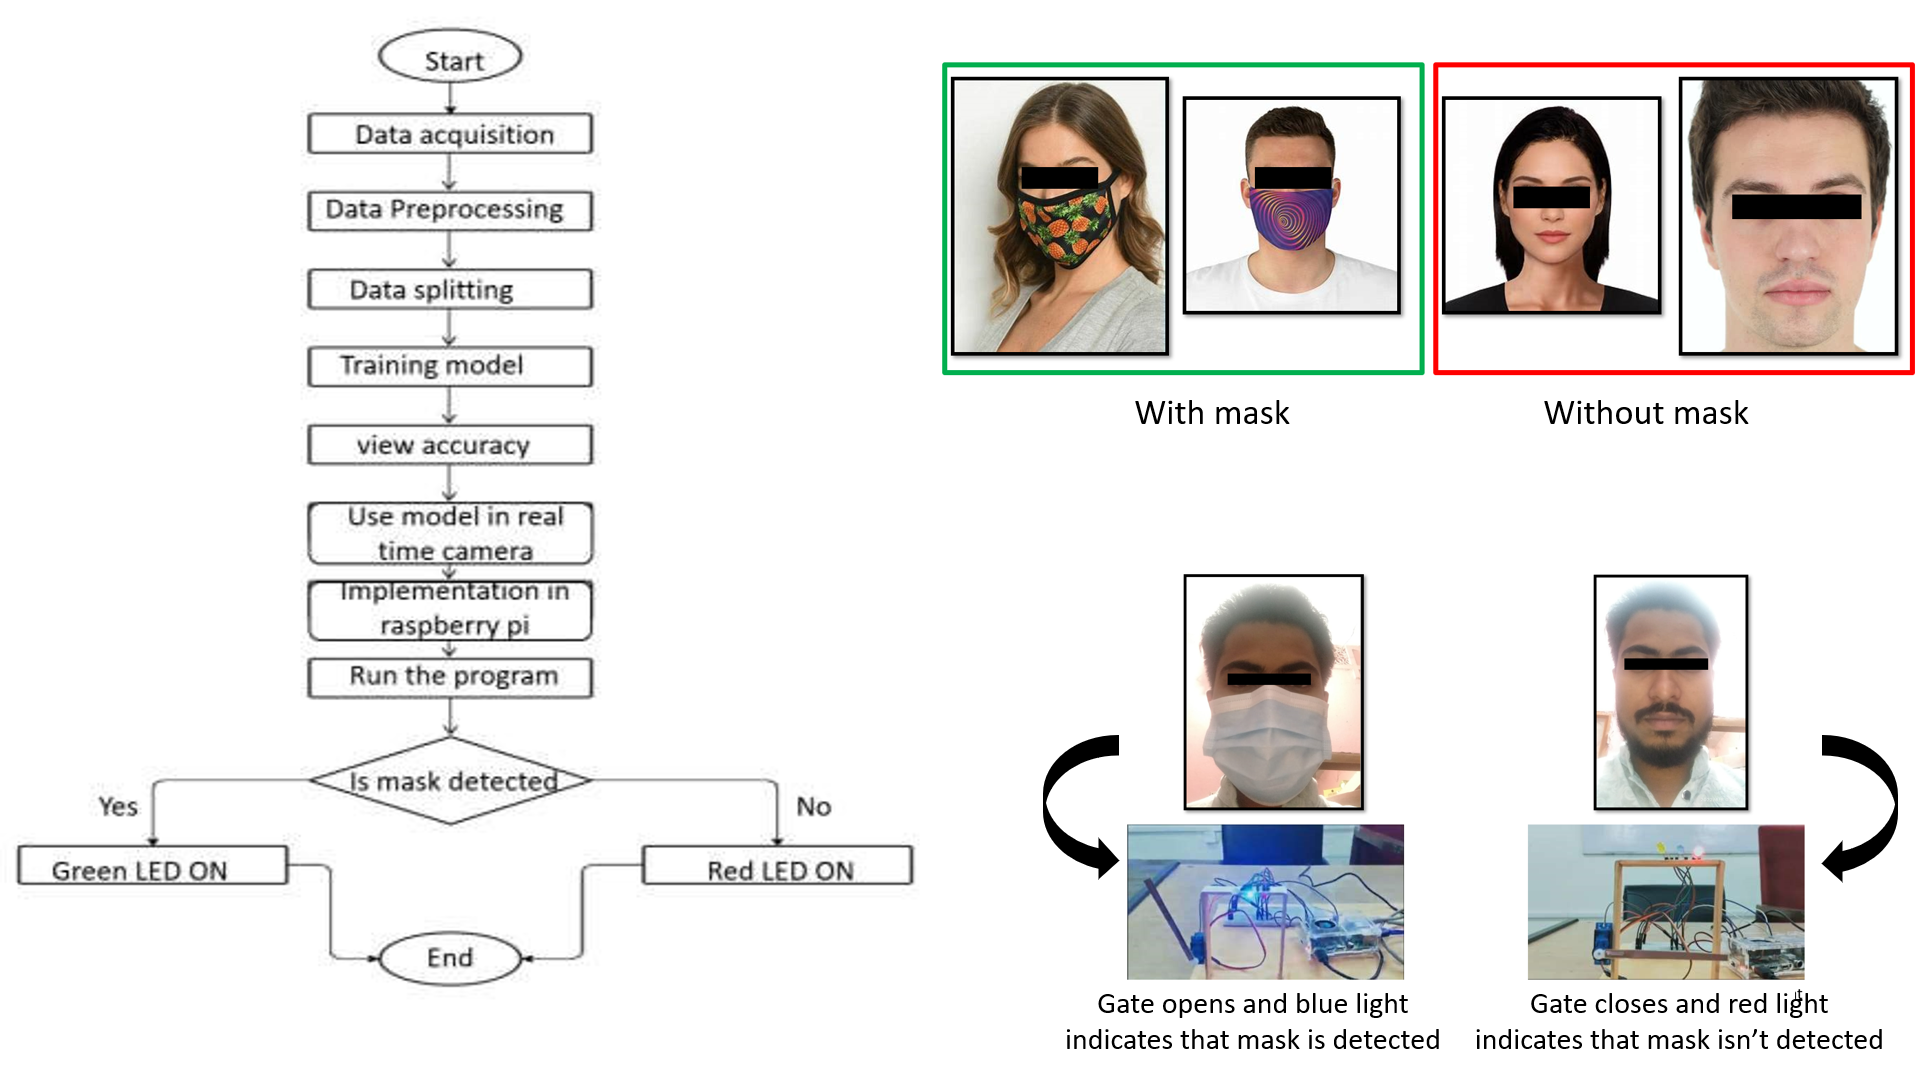 Start
Data acquisition
Data Preprocessing
Data splitting
Training model
view accuracy
Use model in real
time camera
Implementation in
raspberry pi
Run the program
Is mask detected
Yes
No
Green LED ON
Red LED ON
End
With mask
Without mask
Gate opens and blue light
indicates that mask is detected
Gate closes and red light
indicates that mask isn’t detected